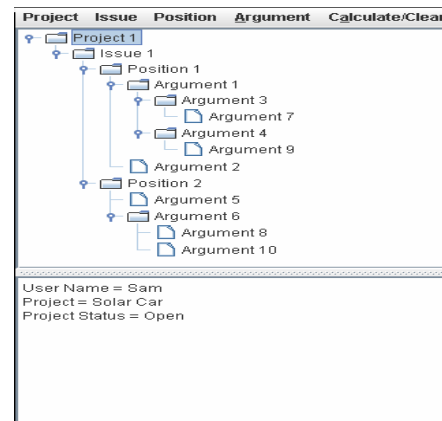 Project Issue Position Argument Calculate/Clear
Project 1
Issue 1
Position 1
Argument 1
Argument 3
Argument 7
Argument 4
Argument 9
Argument 2
Position 2
Argument 5
Argument 6
Argument 8
Argument 10
User Name = Sam
Project = Solar Car
Project Status = Open